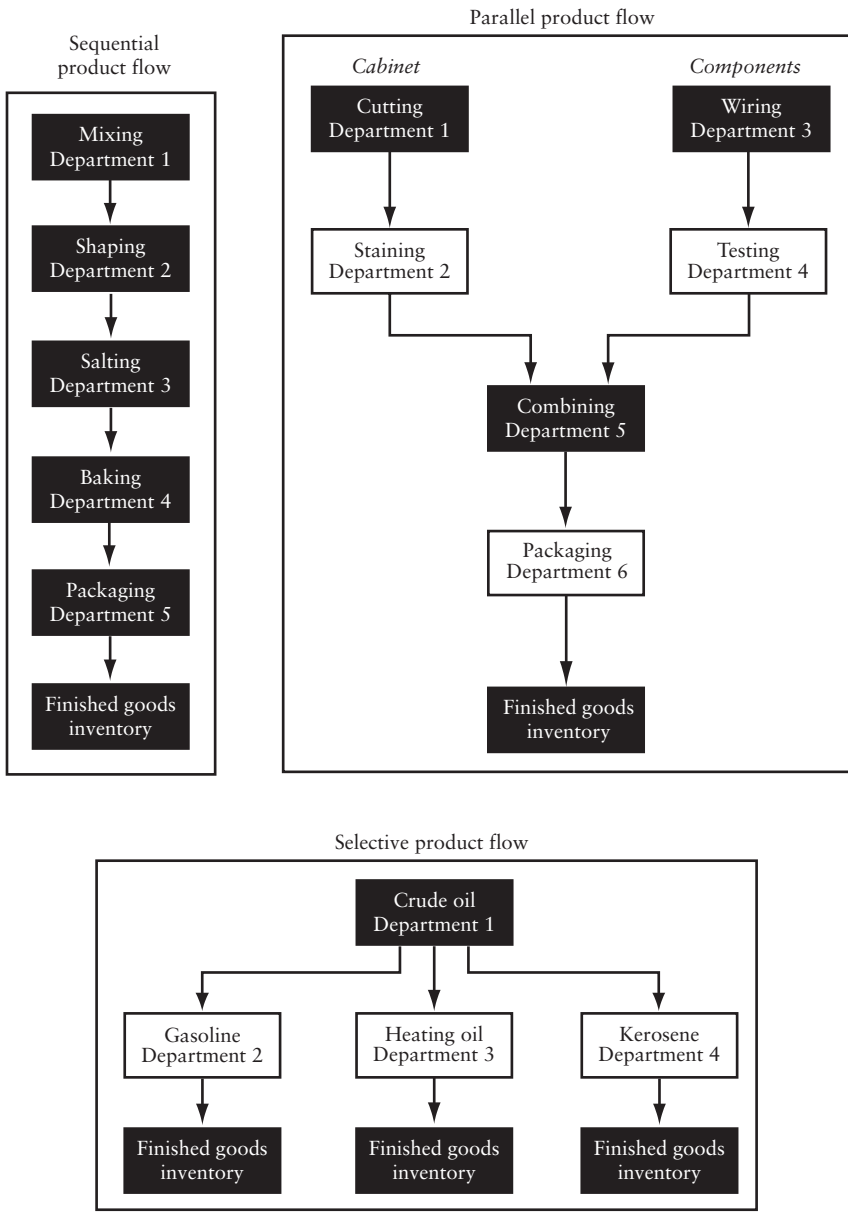 Sequential
product flow
Mixing
Department 1
Shaping
Department 2
Salting
Department 3
Baking
Department 4
Packaging
Department 5
Finished goods
inventory
Parallel product flow
Cabinet
Components
Cutting
Department 1
Wiring
Department 3
Staining
Department 2
Testing
Department 4
Combining
Department 5
Packaging
Department 6
Finished goods
inventory
Selective product flow
Crude oil
Department 1
Gasoline
Department 2
Heating oil
Department 3
Kerosene
Department 4
Finished goods
inventory
Finished goods
inventory
Finished goods
inventory